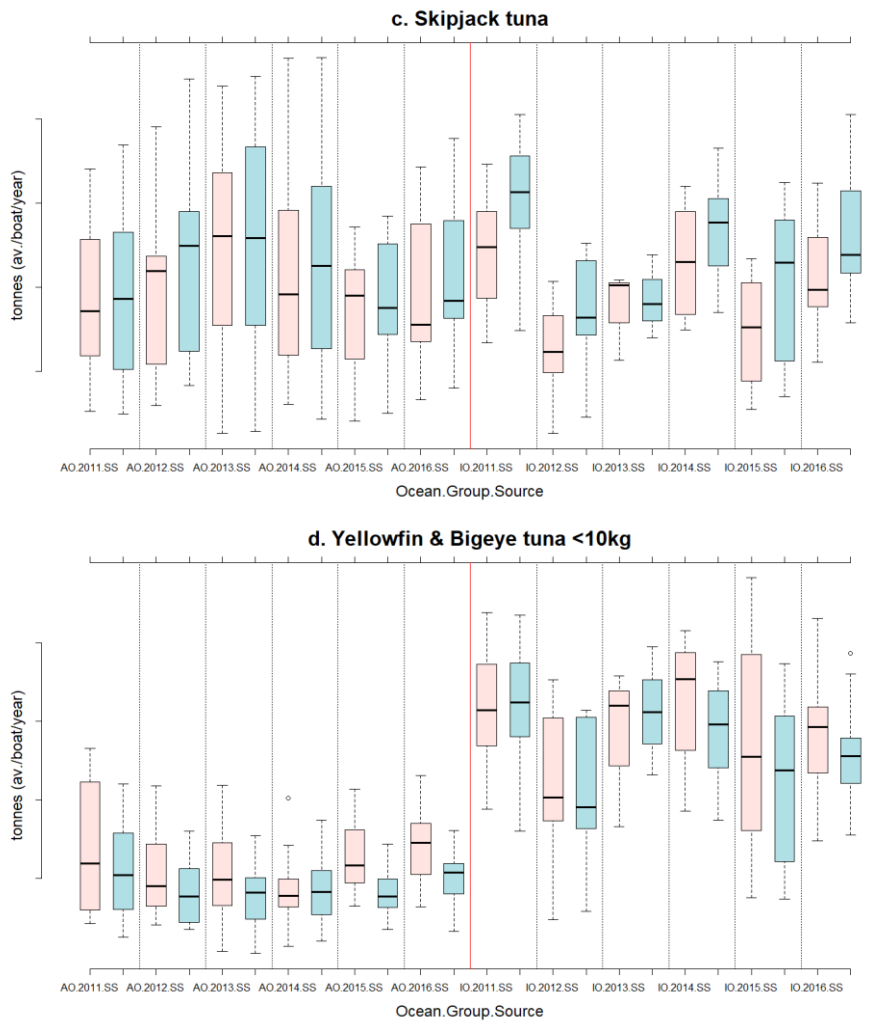 c. Skipjack tuna
tonnes (av./boat/year)
AO.2011.SS AO.2012.SS AO.2013.SS AO.2014.SS AO.2015.SS AO.2016.SS IO.2011.SS IO.2012.SS IO.2013.SS IO.2014.SS IO.2015.SS IO.2016.SS
Ocean.Group.Source
d. Yellowfin & Bigeye tuna <10kg
tonnes (av./boat/year)
AO.2011.SS AO.2012.SS AO.2013.SS AO.2014.SS AO.2015.SS AO.2016.SS IO.2011.SS IO.2012.SS IO.2013.SS IO.2014.SS IO.2015.SS IO.2016.SS
Ocean.Group.Source